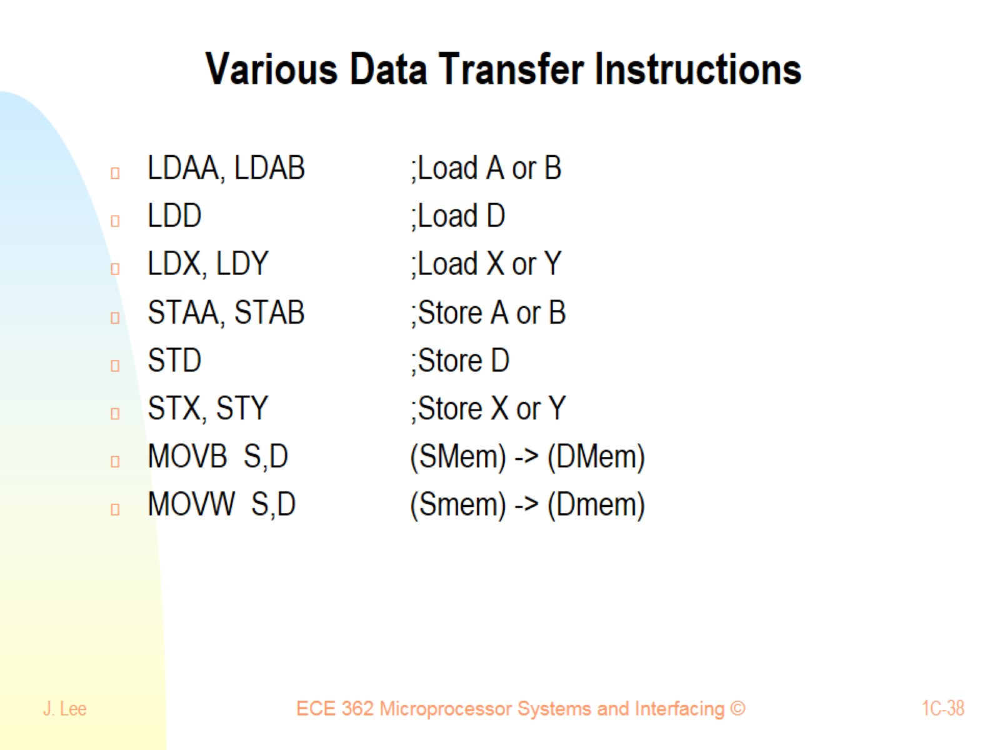 Various Data Transfer Instructions
LDAA, LDAB ;Load A or B
LDD ;Load D
LDX, LDY ;Load X or Y
STAA, STAB ;Store A or B
STD ;Store D
STX, STY ;Store X or Y
MOVB S,D (SMem) -> (DMem)
MOVW S,D (Smem) -> (Dmem)
J. Lee ECE 362 Microprocessor Systems and Interfacing © 1C-38